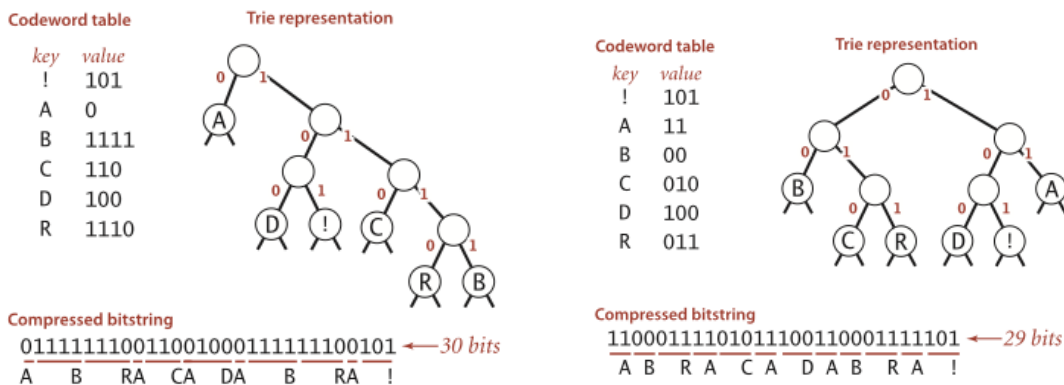 Codeword table
key value
! 101
A 0
B 1111
C 110
D 100
R 1110
Trie representation
0 1
A
0 1
0 1 0 1
D ! C
0 1
R B
Compressed bitstring
011111110011001000111111100101 30 bits
A B RA CA DA B RA !
Codeword table
key value
! 101
A 11
B 00
C 010
D 100
R 011
Trie representation
0 1
0 1 0 1
B A
0 1 0 1
C R D !
Compressed bitstring
11000111101011100110001111101 29 bits
A B R A C A D A B R A !